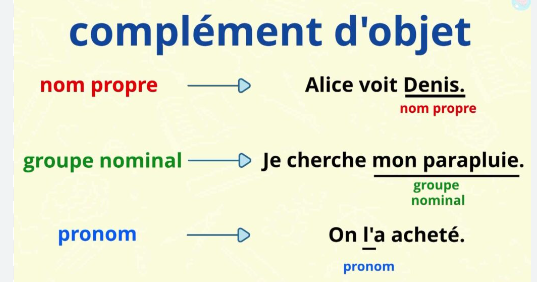 complément d'objet
nom propre Alice voit Denis.
nom propre
groupe nominal Je cherche mon parapluie.
groupe
nominal
pronom On l'a acheté.
pronom